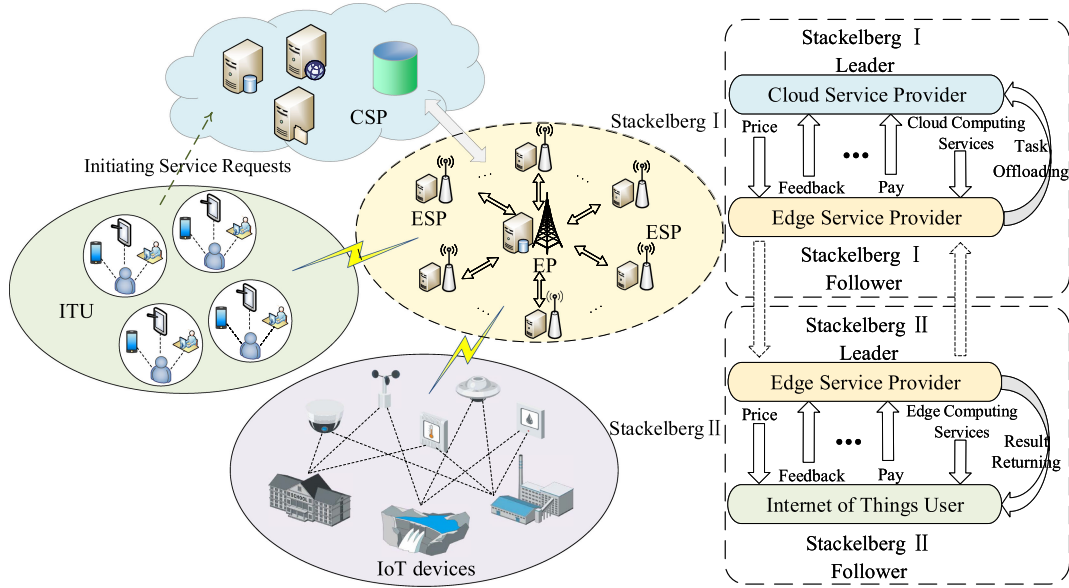 CSP
Initiating Service Requests
ITU
Stackelberg I
ESP
ESP
EP
Stackelberg II
SCHOOL
IoT devices
Stackelberg I
Leader
Cloud Service Provider
Price
Cloud Computing
Services
Task
Offloading
Feedback
Pay
Edge Service Provider
Stackelberg I
Follower
Stackelberg II
Leader
Edge Service Provider
Price
Edge Computing
Services
Result
Returning
Feedback
Pay
Internet of Things User
Stackelberg II
Follower